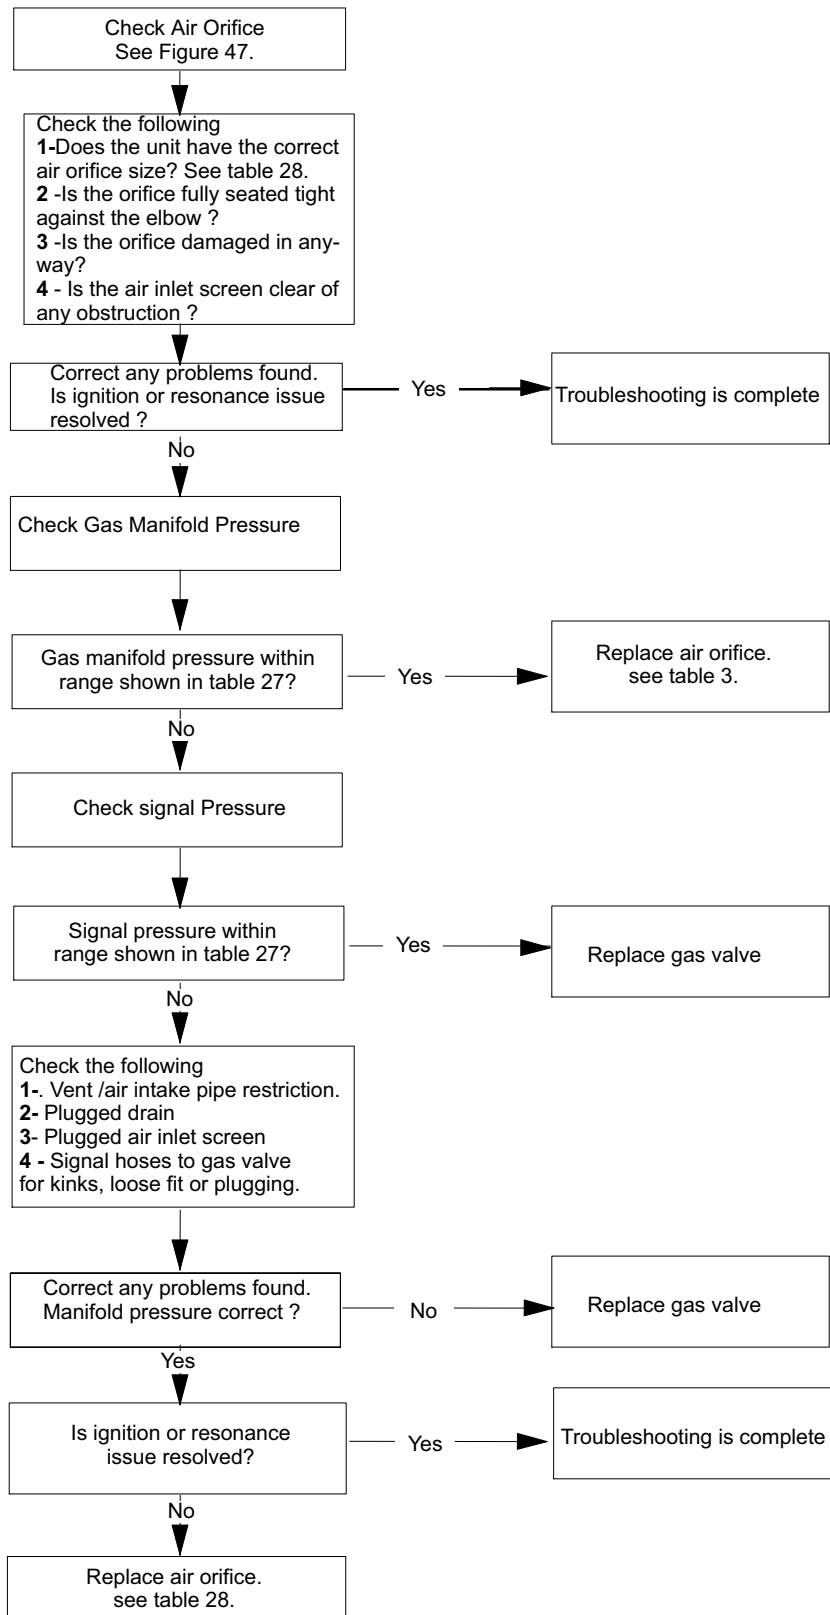 Check Air Orifice
See Figure 47.
Check the following
1-Does the unit have the correct
air orifice size? See table 28.
2 -Is the orifice fully seated tight
against the elbow ?
3 -Is the orifice damaged in any-
way?
4 - Is the air inlet screen clear of
any obstruction ?
Correct any problems found.
Is ignition or resonance issue
resolved ?
Yes
Troubleshooting is complete
No
Check Gas Manifold Pressure
Gas manifold pressure within
range shown in table 27?
Yes
Replace air orifice.
see table 3.
No
Check signal Pressure
Signal pressure within
range shown in table 27?
Yes
Replace gas valve
No
Check the following
1-. Vent /air intake pipe restriction.
2- Plugged drain
3- Plugged air inlet screen
4 - Signal hoses to gas valve
for kinks, loose fit or plugging.
Correct any problems found.
Manifold pressure correct ?
No
Replace gas valve
Yes
Is ignition or resonance
issue resolved?
Yes
Troubleshooting is complete
No
Replace air orifice.
see table 28.